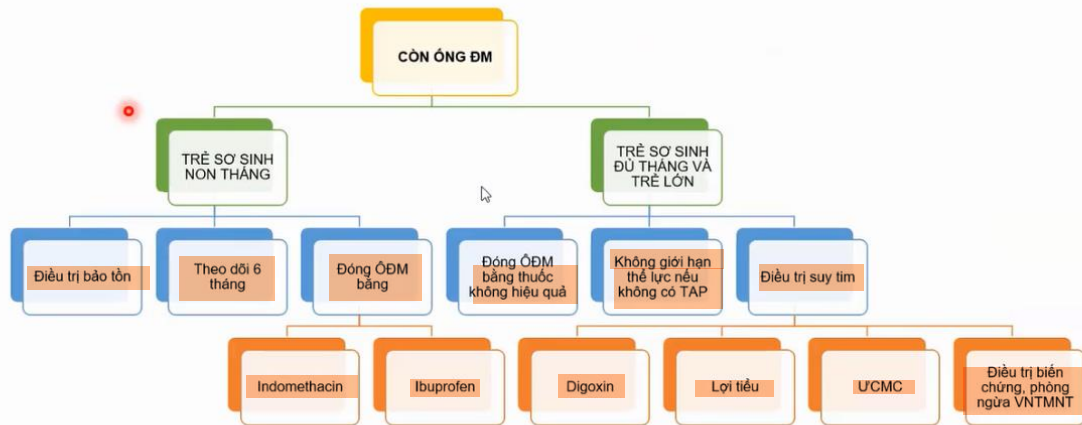 CÒN ỐNG ĐM
TRẺ SƠ SINH
NON THÁNG
TRẺ SƠ SINH
ĐỦ THÁNG VÀ
TRẺ LỚN
Điều trị bảo tồn
Theo dõi 6
tháng
Đóng ÔĐM
bằng
Đóng ÔĐM
bằng thuốc
không hiệu quả
Không giới hạn
thể lực nếu
không có TAP
Điều trị suy tim
Indomethacin
Ibuprofen
Digoxin
Lợi tiểu
ƯCMC
Điều trị biến
chứng, phòng
ngừa VNTMNT